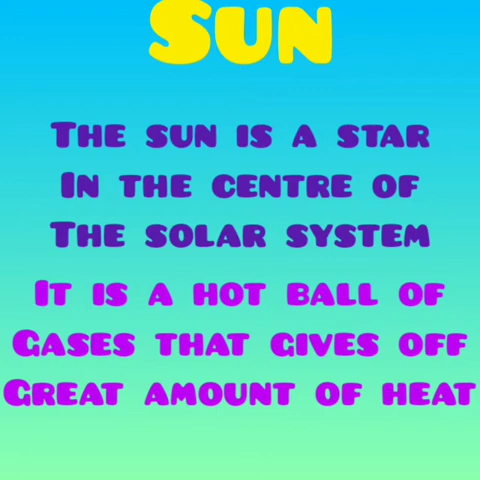 Sun
The sun is a star
In the centre of
The solar system
It is a hot ball of
Gases that gives off
Great amount of heat